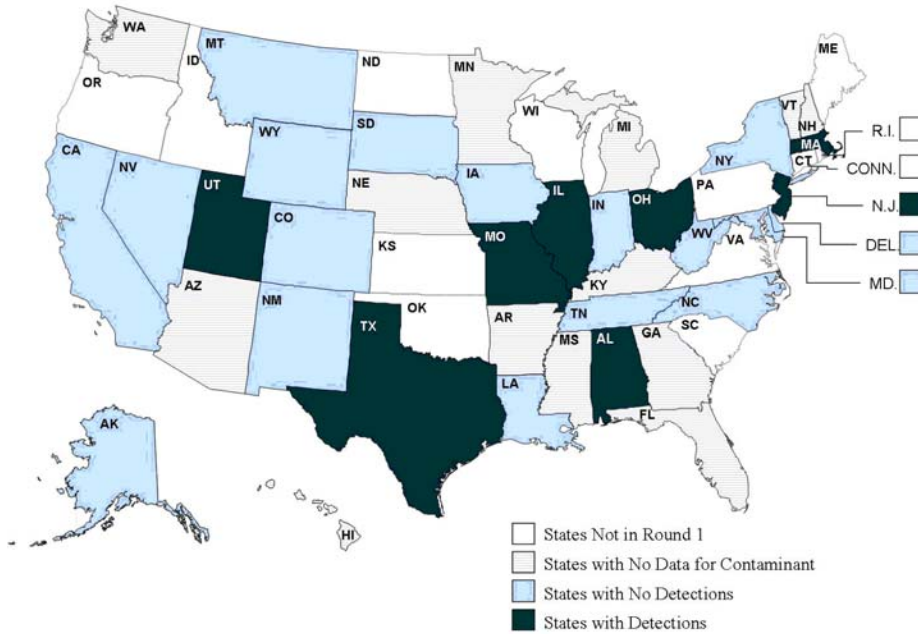 WA
MT
ND
MN
ME
ID
OR
VT
NH
WI
MI
SD
WY
R.I.
MA
NY
CT
CONN.
CA
NV
IA
NE
PA
UT
IL
IN
OH
N.J.
CO
MO
WV
VA
DEL.
KS
KY
MD.
AZ
NM
OK
TN
NC
TX
AR
SC
MS
AL
GA
LA
FL
AK
HI
States Not in Round 1
States with No Data for Contaminant
States with No Detections
States with Detections